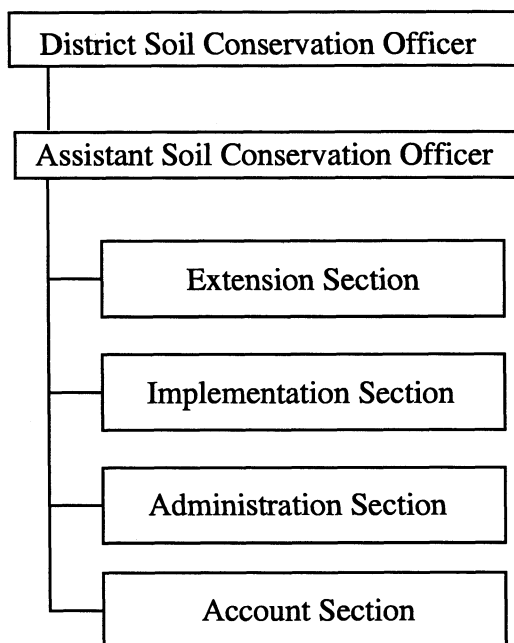 District Soil Conservation Officer
Assistant Soil Conservation Officer
Extension Section
Implementation Section
Administration Section
Account Section